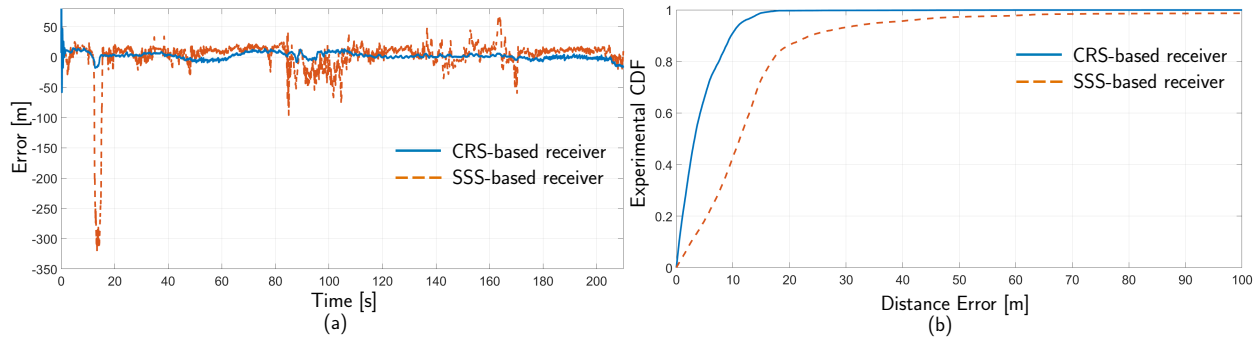 50
0
-50
-100
-150
-200
-250
-300
-350
Error [m]
CRS-based receiver
SSS-based receiver
0 20 40 60 80 100 120 140 160 180 200
Time [s]
(a)
1
0.8
0.6
0.4
0.2
0
Experimental CDF
CRS-based receiver
SSS-based receiver
0 10 20 30 40 50 60 70 80 90 100
Distance Error [m]
(b)